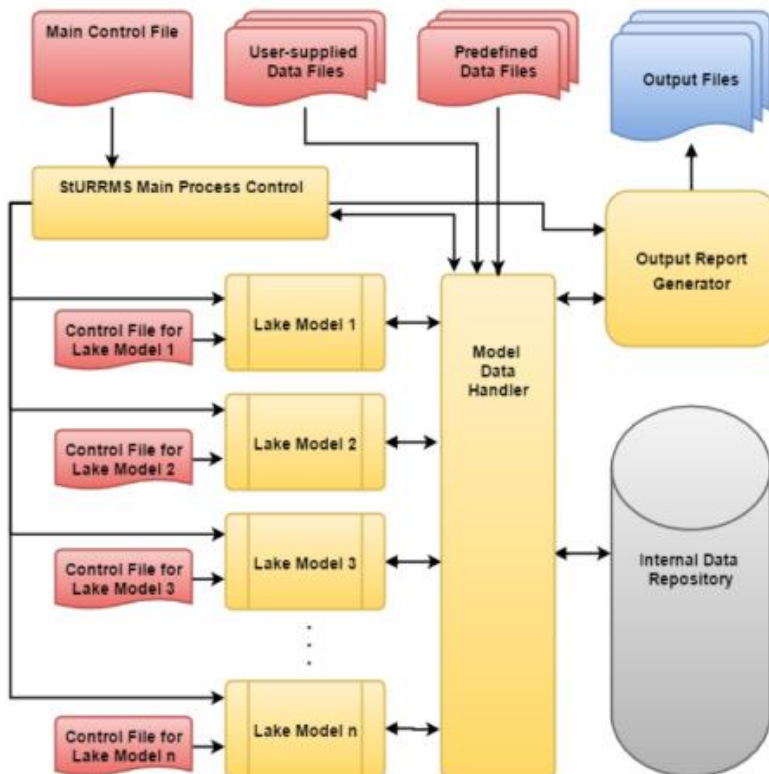 Main Control File
User-supplied
Data Files
Predefined
Data Files
Output Files
StURRMS Main Process Control
Output Report
Generator
Control File for
Lake Model 1
Lake Model 1
Model
Data
Handler
Control File for
Lake Model 2
Lake Model 2
Control File for
Lake Model 3
Lake Model 3
Internal Data
Repository
Control File for
Lake Model n
Lake Model n